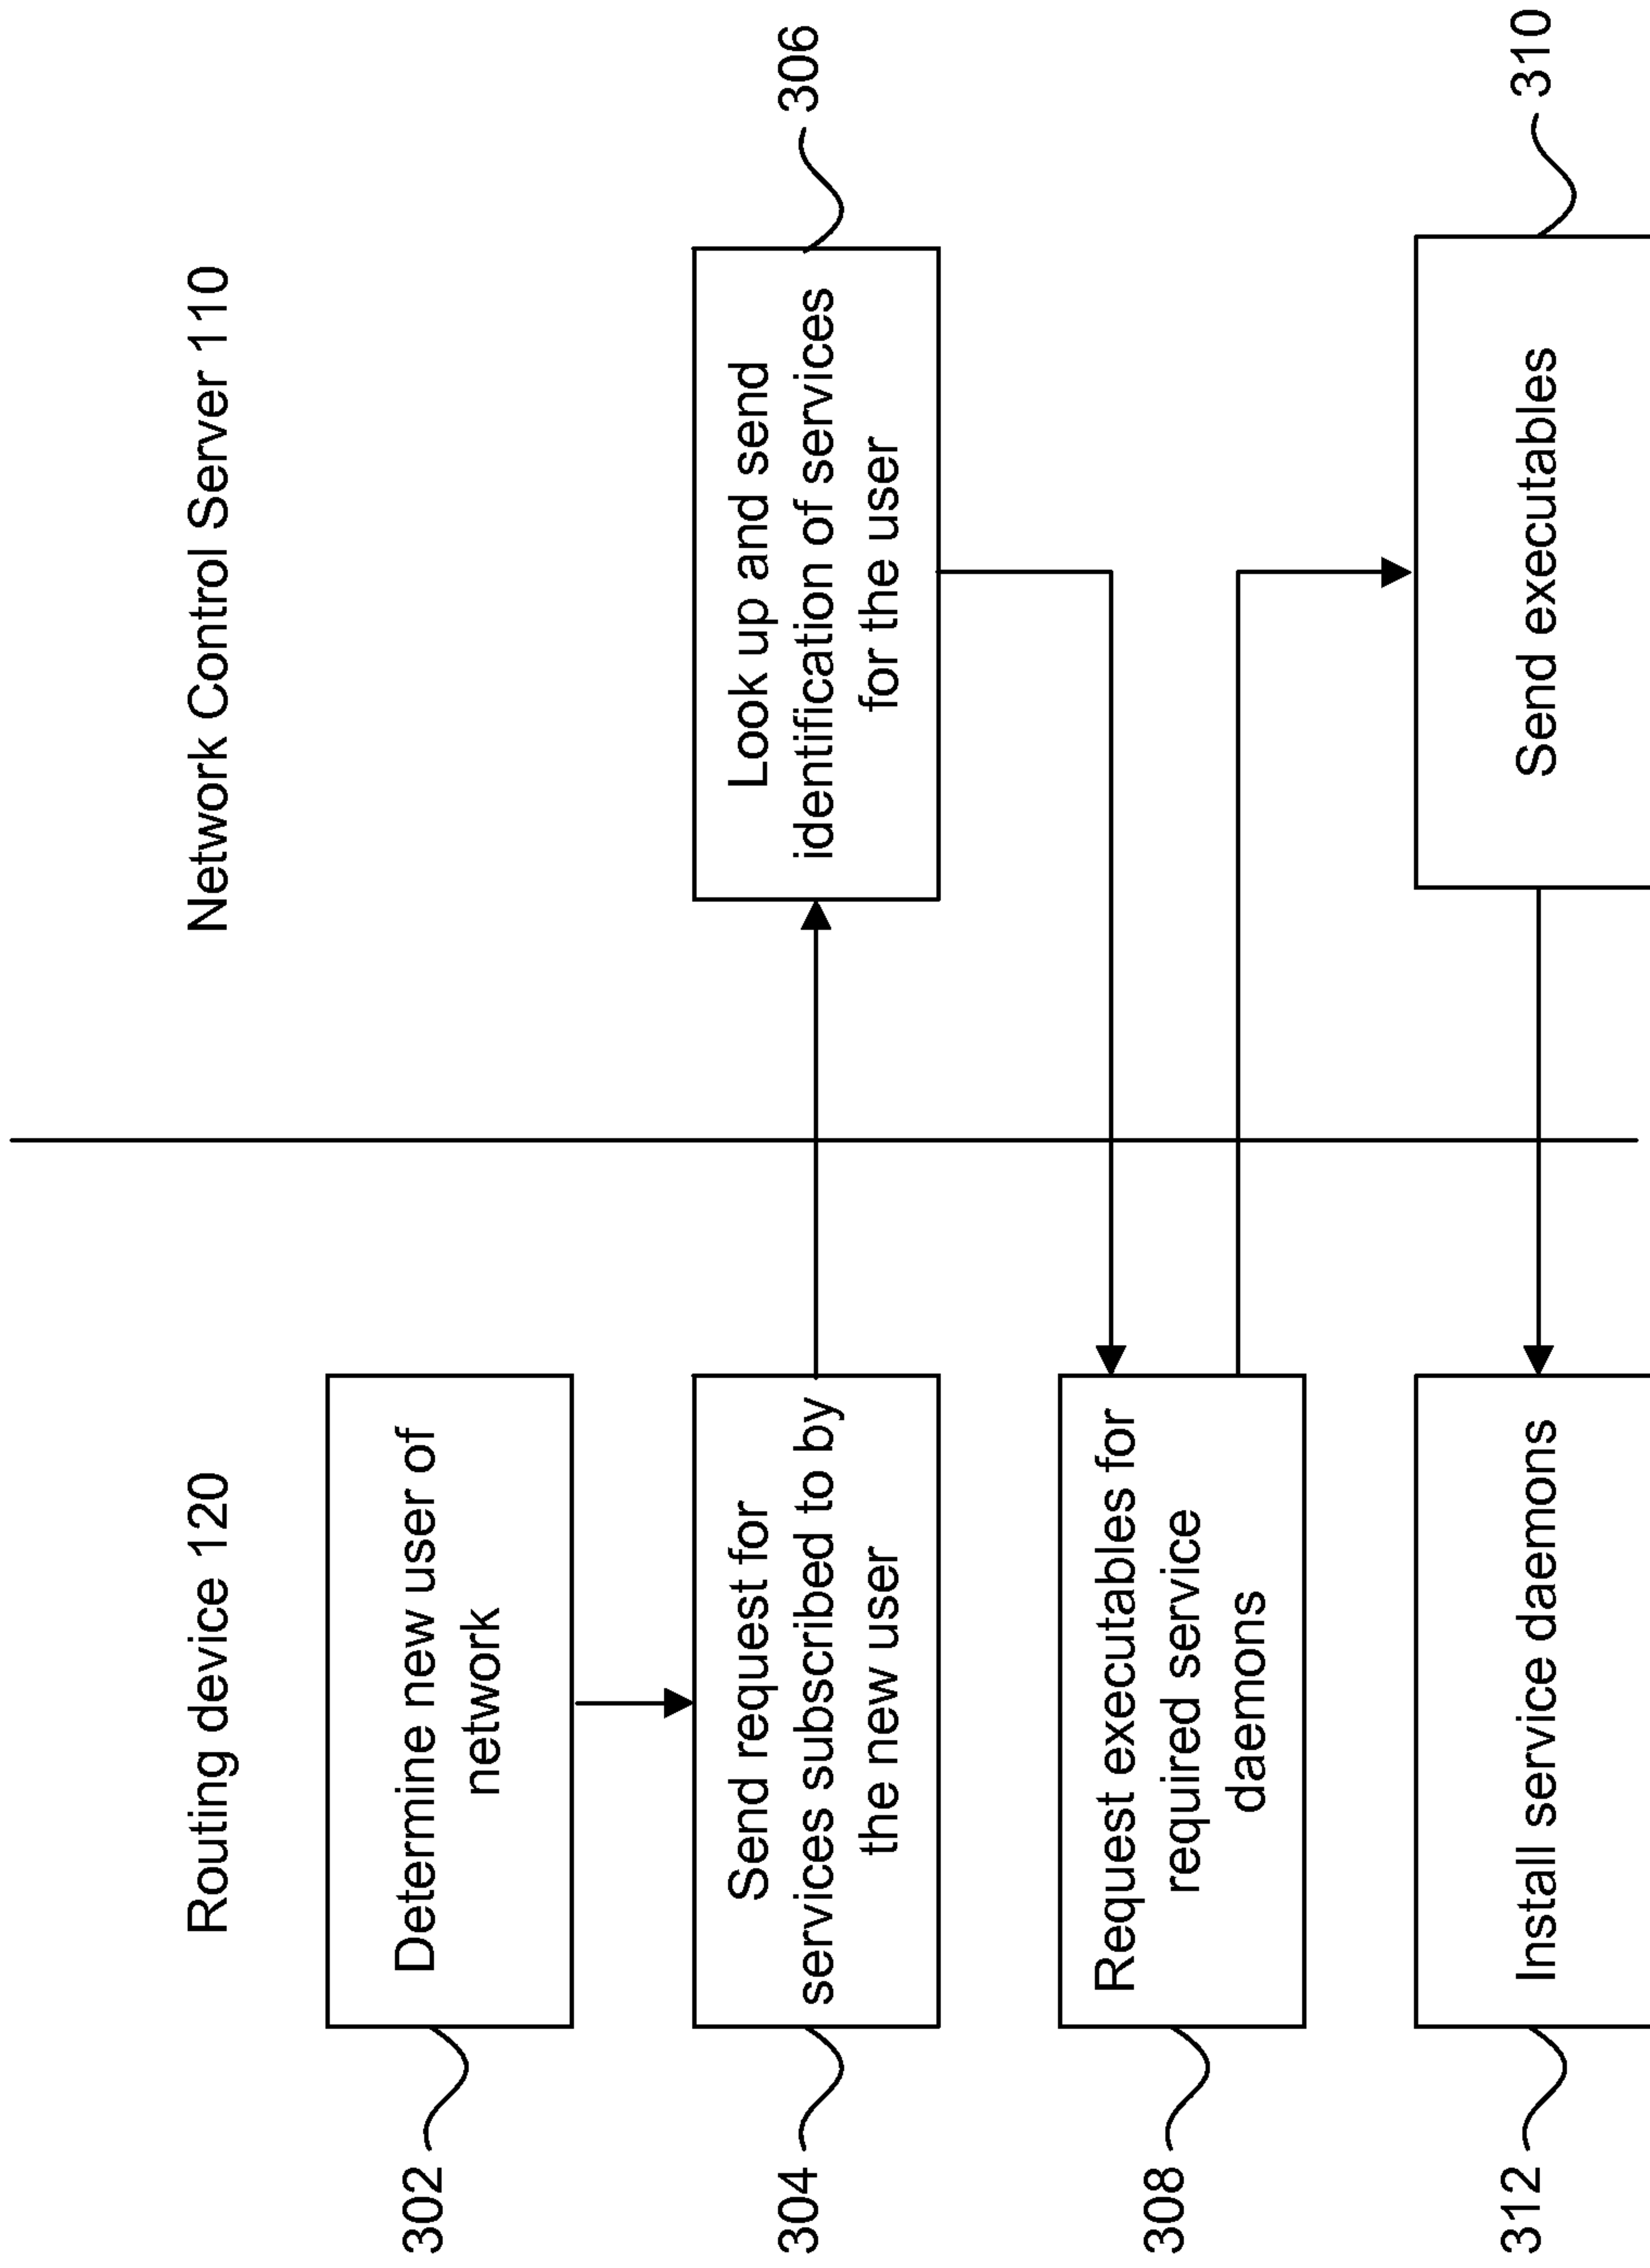 Routing device 120
Network Control Server 110
302
Determine new user of
network
304
Send request for
services subscribed to by
the new user
Look up and send
identification of services
for the user
306
308
Request executables for
required service
daemons
312
Install service daemons
Send executables
310